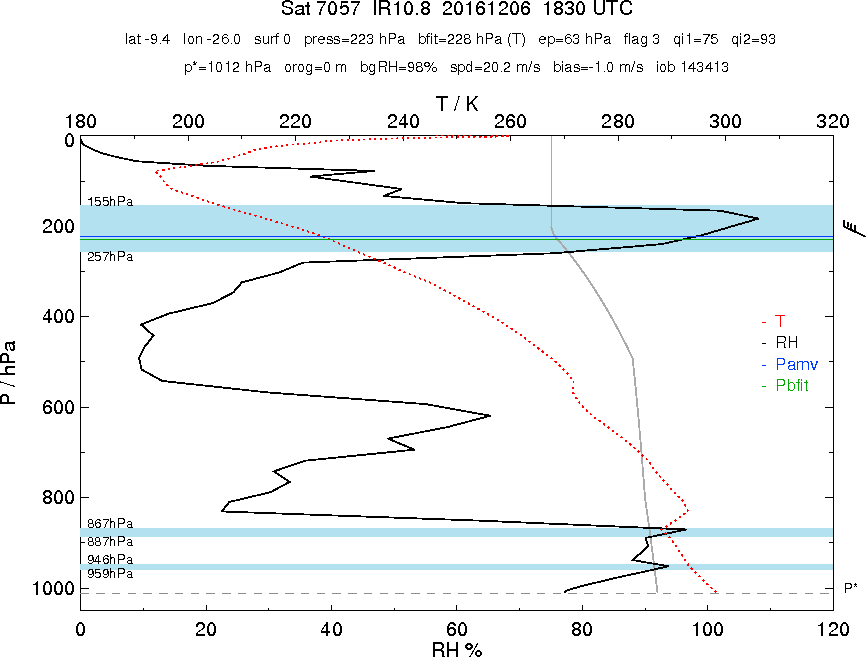 Sat 7057 IR10.8 20161206 1830 UTC
lat -9.4 lon -26.0 surf 0 press=223 hPa bfit=228 hPa (T) ep=63 hPa flag 3 qi1=75 qi2=93
p*=1012 hPa orog=0 m bgRH=98% spd=20.2 m/s bias=-1.0 m/s iob 143413
T / K
180 200 220 240 260 280 300 320
0
155hPa
200
257hPa
400
T
RH
Pamv
Pbfit
P / hPa
600
800
867hPa
887hPa
946hPa
959hPa
1000
P*
0 20 40 60 80 100 120
RH %